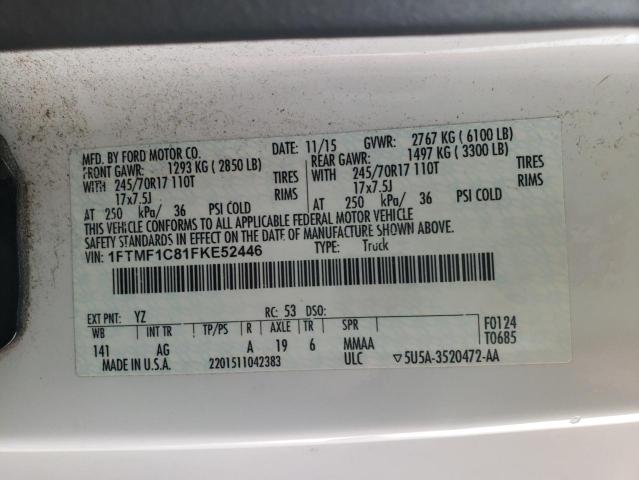 MFD. BY FORD MOTOR CO. DATE: 11/15 GVWR: 2767 KG ( 6100 LB)
FRONT GAWR: 1293 KG ( 2850 LB) REAR GAWR: 1497 KG ( 3300 LB)
WITH 245/70R17 110T TIRES WITH 245/70R17 110T TIRES
17x7.5J RIMS 17x7.5J RIMS
AT 250 kPa/ 36 PSI COLD AT 250 kPa/ 36 PSI COLD
THIS VEHICLE CONFORMS TO ALL APPLICABLE FEDERAL MOTOR VEHICLE
SAFETY STANDARDS IN EFFECT ON THE DATE OF MANUFACTURE SHOWN ABOVE.
VIN: 1FTMF1C81FKE52446 TYPE: Truck
EXT PNT: YZ RC: 53 DSO:
WB INT TR TP/PS R AXLE TR SPR F0124
141 AG A 19 6 MMAA T0685
MADE IN U.S.A. 2201511042383 ULC ▽5U5A-3520472-AA